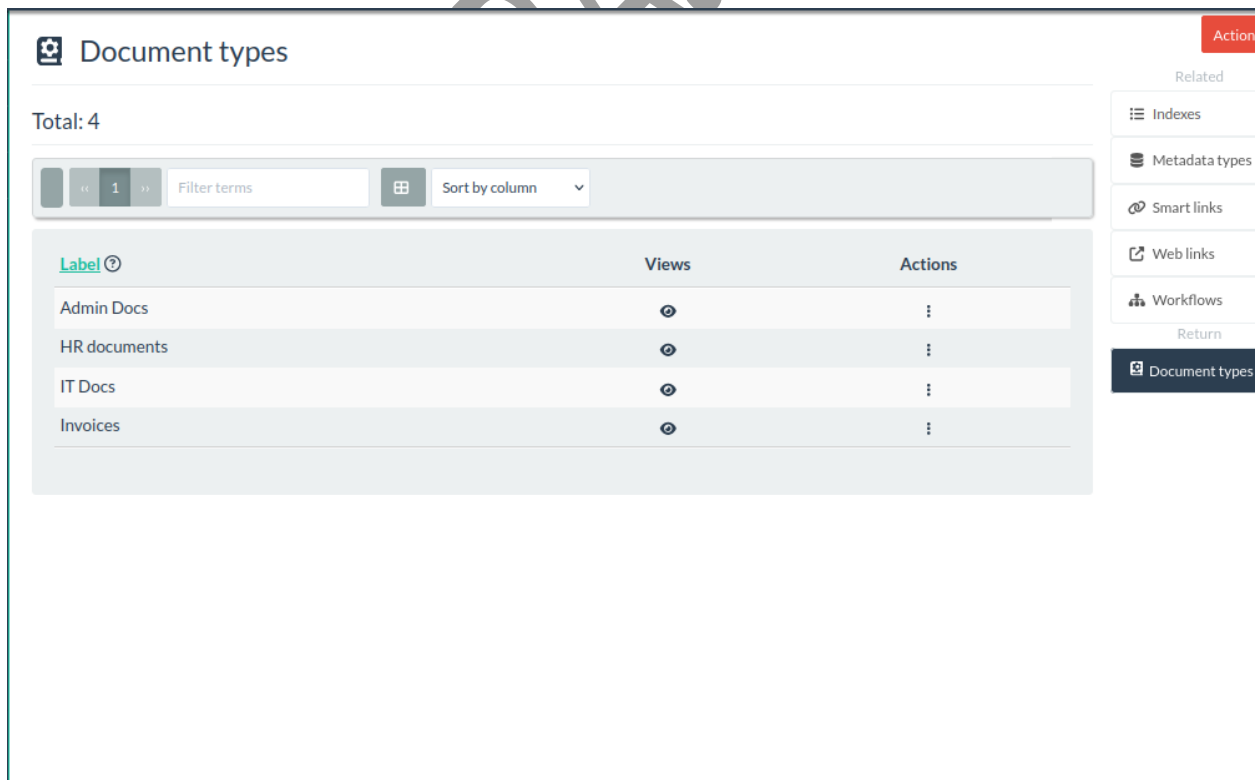 Document types
Total: 4
‹‹ 1 ›› Filter terms Sort by column
Label Views Actions
Admin Docs
HR documents
IT Docs
Invoices
Action
Related
Indexes
Metadata types
Smart links
Web links
Workflows
Return
Document types